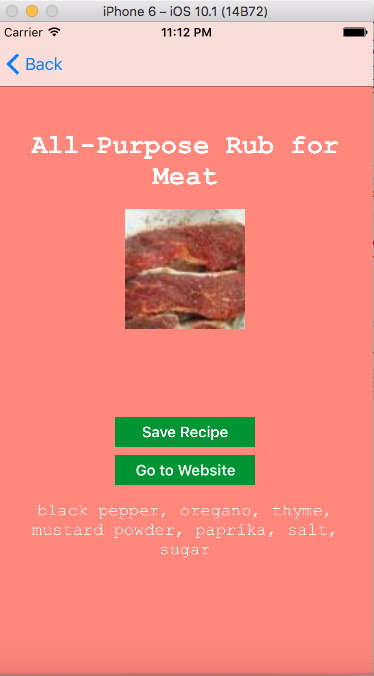 iPhone 6 – iOS 10.1 (14B72)
Carrier 11:12 PM
Back
All-Purpose Rub for
Meat
Save Recipe
Go to Website
black pepper, oregano, thyme,
mustard powder, paprika, salt,
sugar